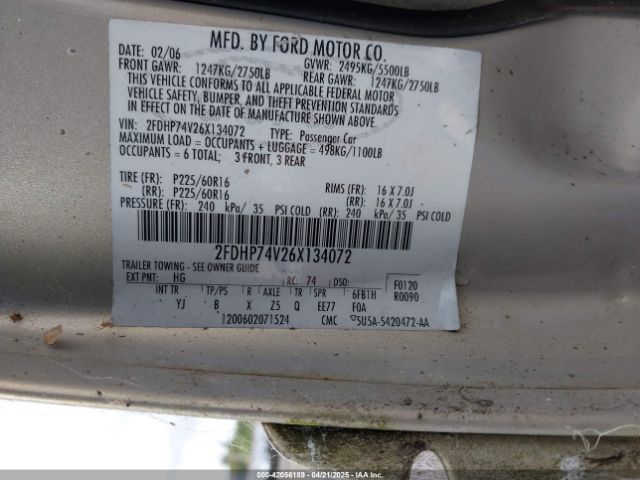 MFD. BY FORD MOTOR CO.
DATE: 02/06 GVWR: 2495KG/5500LB
FRONT GAWR: 1247KG/2750LB REAR GAWR: 1247KG/2750LB
THIS VEHICLE CONFORMS TO ALL APPLICABLE FEDERAL MOTOR
VEHICLE SAFETY, BUMPER, AND THEFT PREVENTION STANDARDS
IN EFFECT ON THE DATE OF MANUFACTURE SHOWN ABOVE.
VIN: 2FDHP74V26X134072 TYPE: Passenger Car
MAXIMUM LOAD = OCCUPANTS + LUGGAGE = 498KG/1100LB
OCCUPANTS = 6 TOTAL; 3 FRONT, 3 REAR
TIRE (FR): P225/60R16 RIMS (FR): 16 X 7.0J
(RR): P225/60R16 (RR): 16 X 7.0J
PRESSURE (FR): 240 kPa/ 35 PSI COLD (RR): 240 kPa/ 35 PSI COLD
2FDHP74V26X134072
TRAILER TOWING - SEE OWNER GUIDE
EXT PNT: HG RC: 74 DSO: F0120
INT TR TP/PS R AXLE TR SPR 6FB1H R0090
YJ B X Z5 Q EE77 F0A
1200602071524 CMC 5U5A-5420472-AA
000-42056189 - 04/21/2025 - IAA, Inc.